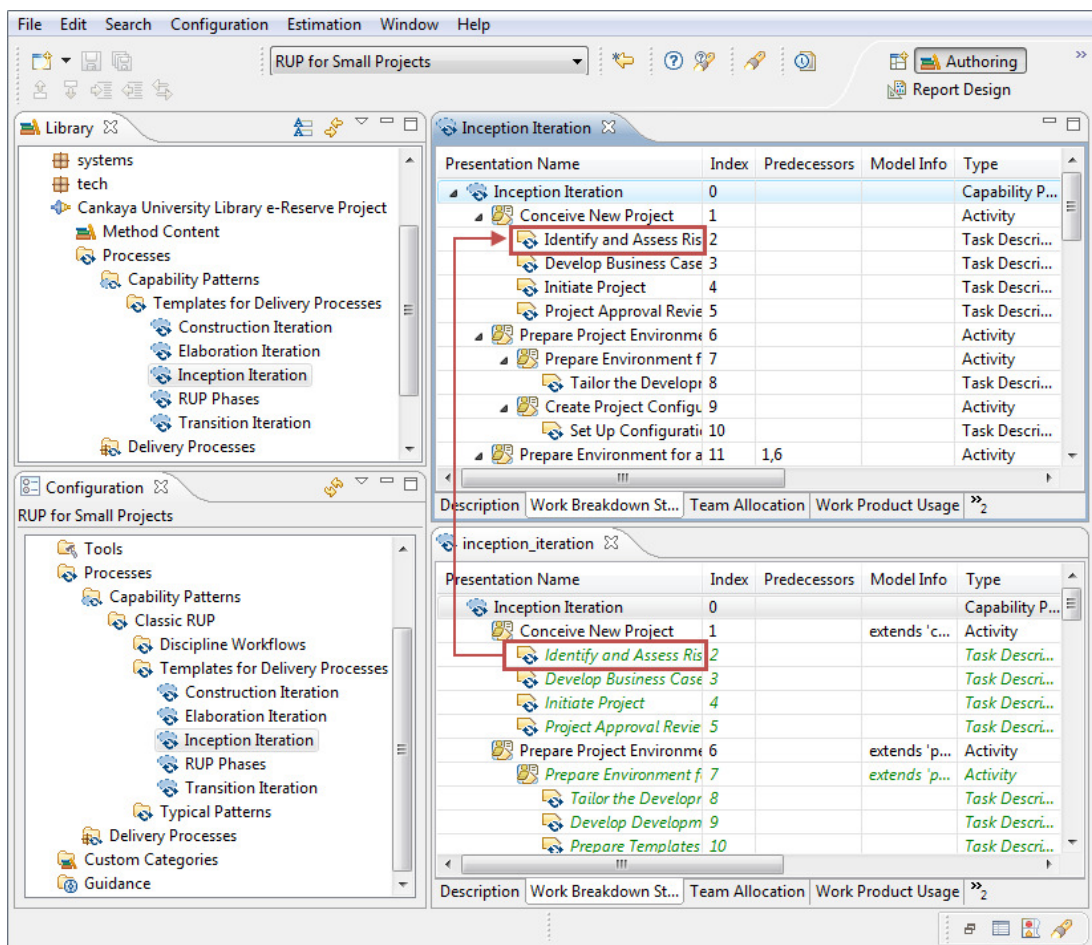 File Edit Search Configuration Estimation Window Help
RUP for Small Projects
Authoring
Report Design
Library
systems
tech
Cankaya University Library e-Reserve Project
Method Content
Processes
Capability Patterns
Templates for Delivery Processes
Construction Iteration
Elaboration Iteration
Inception Iteration
RUP Phases
Transition Iteration
Delivery Processes
Configuration
RUP for Small Projects
Tools
Processes
Capability Patterns
Classic RUP
Discipline Workflows
Templates for Delivery Processes
Construction Iteration
Elaboration Iteration
Inception Iteration
RUP Phases
Transition Iteration
Typical Patterns
Delivery Processes
Custom Categories
Guidance
Inception Iteration
Presentation Name Index Predecessors Model Info Type
Inception Iteration 0 Capability P...
Conceive New Project 1 Activity
Identify and Assess Ris 2 Task Descri...
Develop Business Case 3 Task Descri...
Initiate Project 4 Task Descri...
Project Approval Revie 5 Task Descri...
Prepare Project Environme 6 Activity
Prepare Environment f 7 Activity
Tailor the Developr 8 Task Descri...
Create Project Configu 9 Activity
Set Up Configurati 10 Task Descri...
Prepare Environment for a 11 1,6 Activity
Description Work Breakdown St... Team Allocation Work Product Usage »2
inception_iteration
Presentation Name Index Predecessors Model Info Type
Inception Iteration 0 Capability P...
Conceive New Project 1 extends 'c... Activity
Identify and Assess Ris 2 Task Descri...
Develop Business Case 3 Task Descri...
Initiate Project 4 Task Descri...
Project Approval Revie 5 Task Descri...
Prepare Project Environme 6 extends 'p... Activity
Prepare Environment f 7 extends 'p... Activity
Tailor the Developr 8 Task Descri...
Develop Developm 9 Task Descri...
Prepare Templates 10 Task Descri...
Description Work Breakdown St... Team Allocation Work Product Usage »2